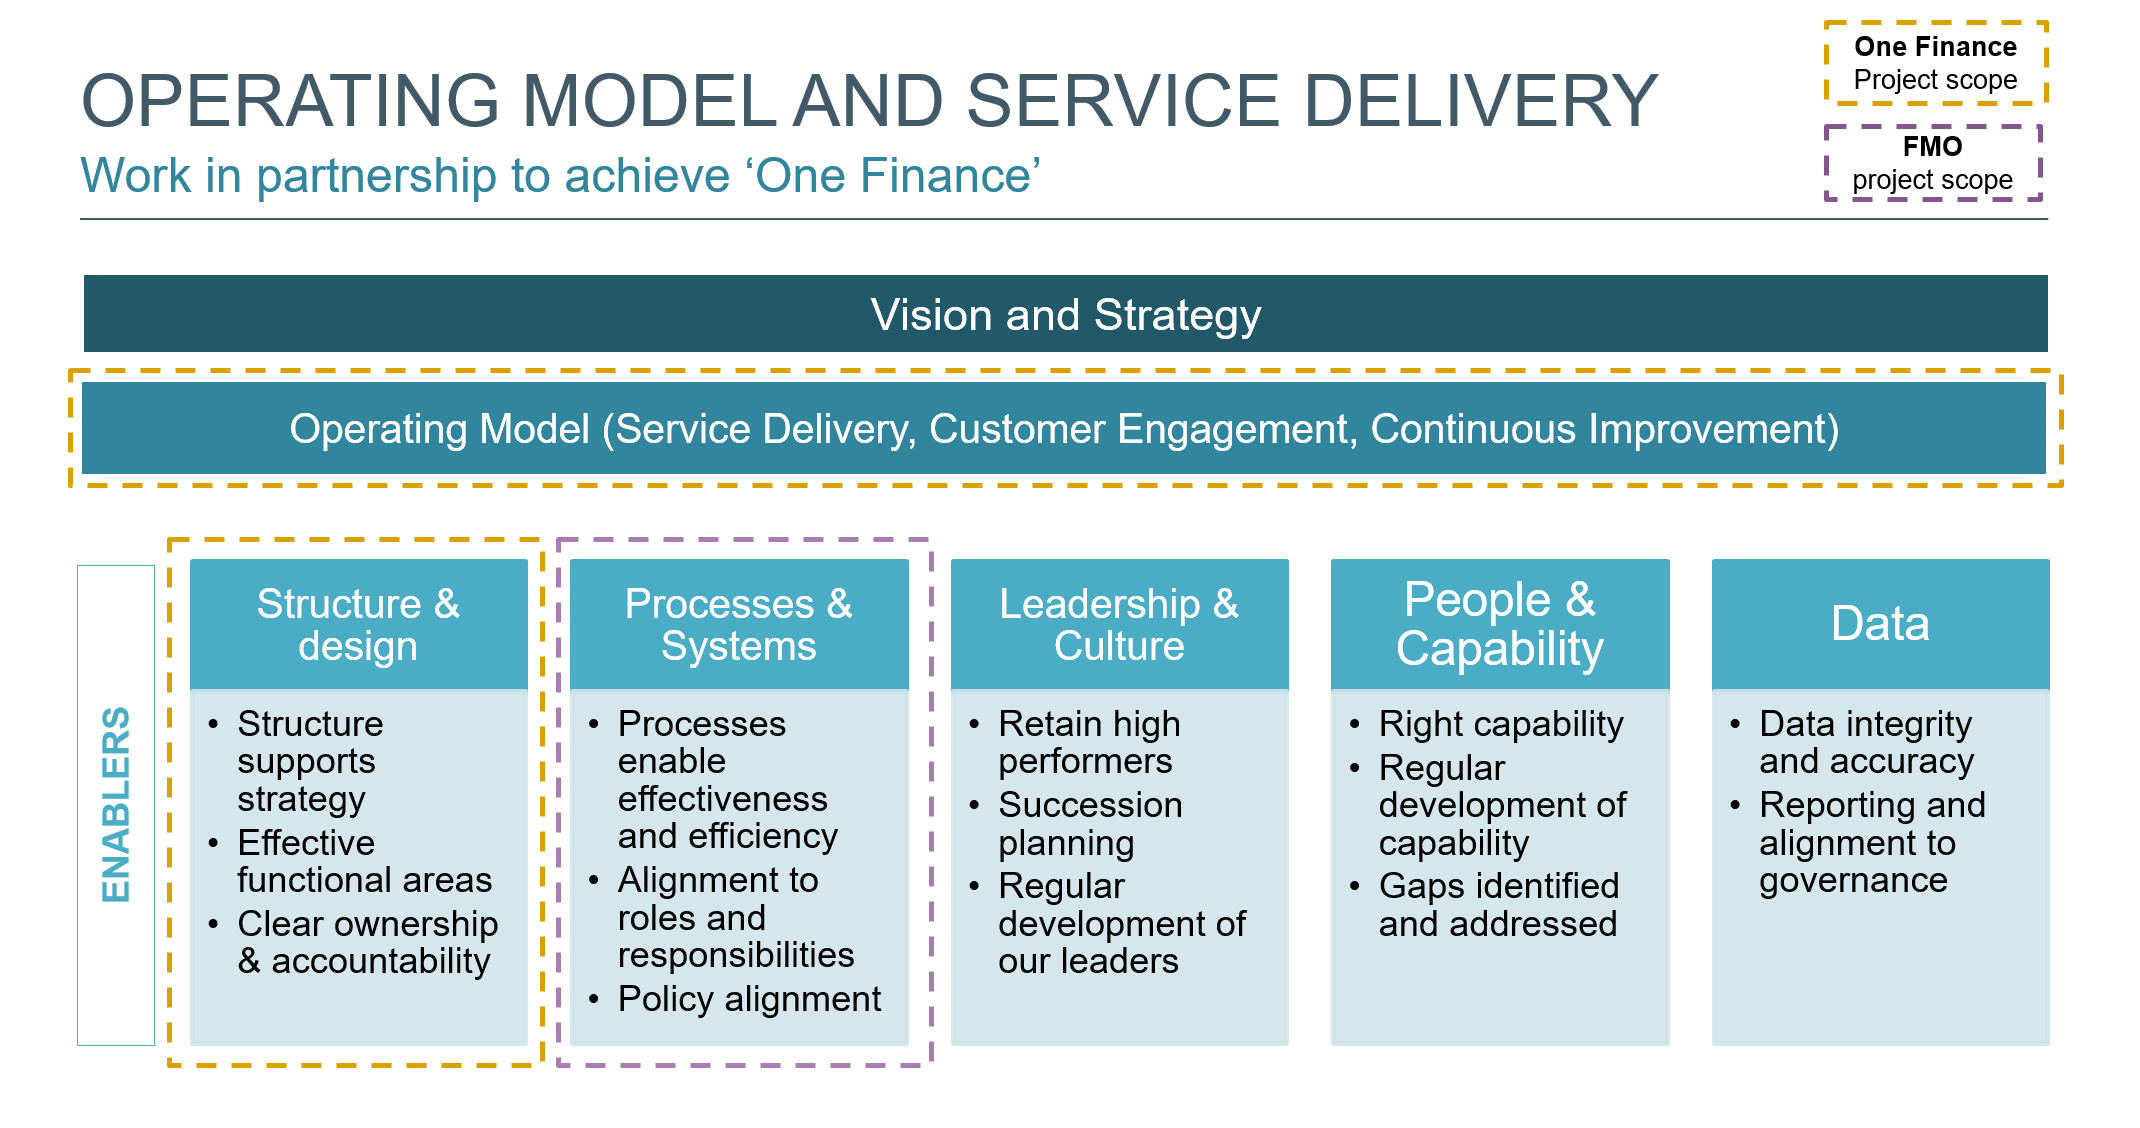 OPERATING MODEL AND SERVICE DELIVERY
Work in partnership to achieve ‘One Finance’
One Finance
Project scope
FMO
project scope
Vision and Strategy
Operating Model (Service Delivery, Customer Engagement, Continuous Improvement)
ENABLERS
Structure &
design
• Structure
supports
strategy
• Effective
functional areas
• Clear ownership
& accountability
Processes &
Systems
• Processes
enable
effectiveness
and efficiency
• Alignment to
roles and
responsibilities
• Policy alignment
Leadership &
Culture
• Retain high
performers
• Succession
planning
• Regular
development of
our leaders
People &
Capability
• Right capability
• Regular
development of
capability
• Gaps identified
and addressed
Data
• Data integrity
and accuracy
• Reporting and
alignment to
governance